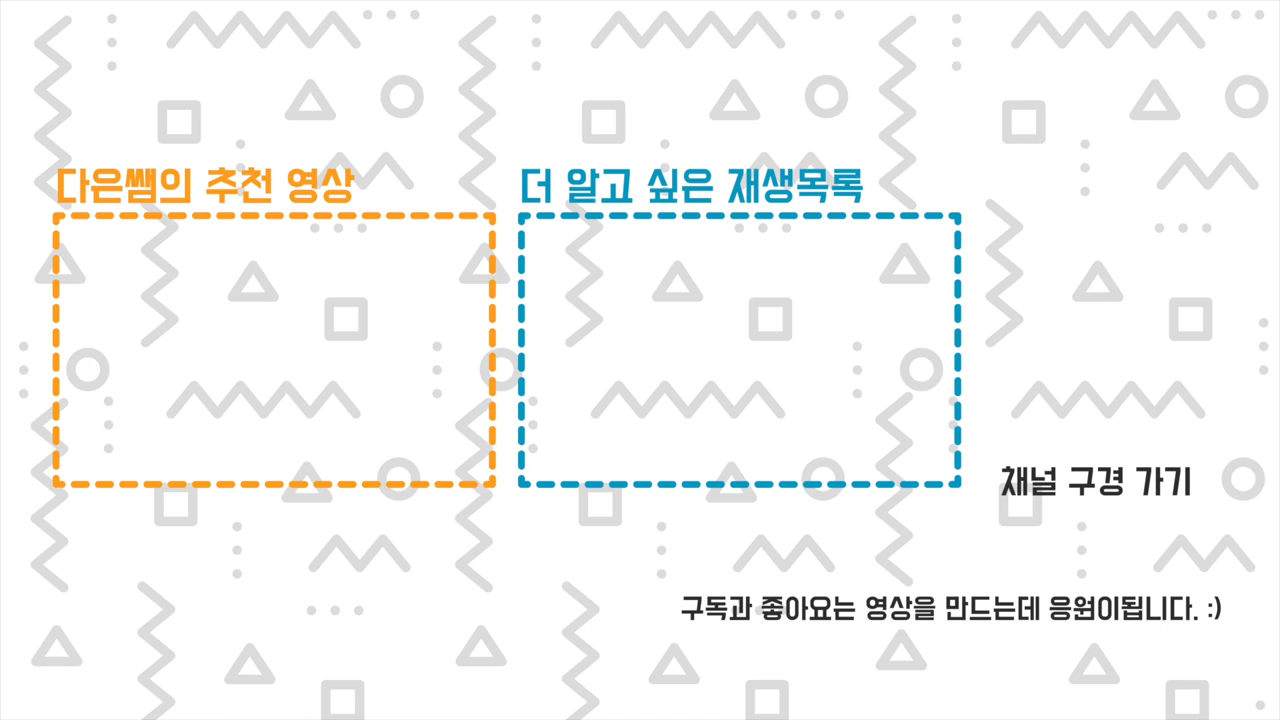 다은쌤의 추천 영상
더 알고 싶은 재생목록
채널 구경 가기
구독과 좋아요는 영상을 만드는데 응원이됩니다. :)